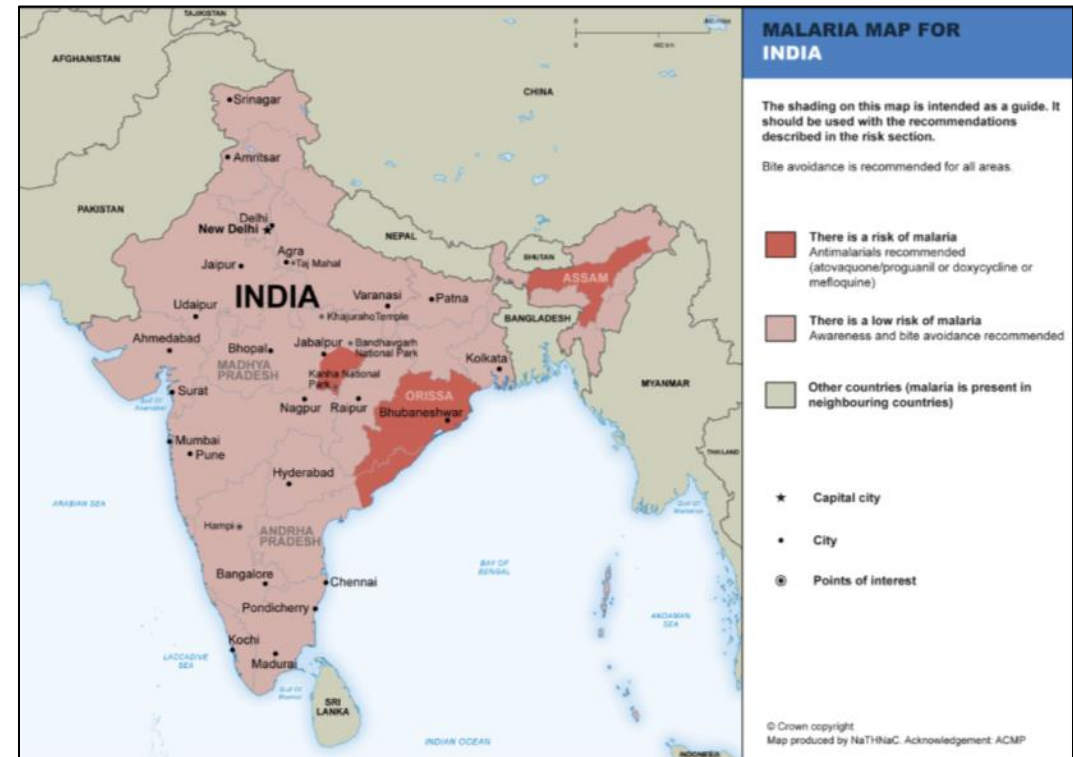 TAJIKISTAN
AFGHANISTAN
CHINA
Srinagar
Amritsar
PAKISTAN
Delhi
New Delhi
NEPAL
Agra
Taj Mahal
Jaipur
BHUTAN
ASSAM
INDIA
Udaipur
Varanasi
Patna
Khajuraho Temple
BANGLADESH
Ahmedabad
Bhopal
Jabalpur
Bandhavgarh
National Park
Kolkata
MADHYA
PRADESH
Kanha National
Park
MYANMAR
Surat
ORISSA
Nagpur
Raipur
Bhubaneshwar
Mumbai
Pune
THAILAND
Hyderabad
ARABIAN SEA
Hampi
ANDRHA
PRADESH
BAY OF
BENGAL
Bangalore
Chennai
Pondicherry
ANDAMAN
SEA
Kochi
LACCADIVE
SEA
Madurai
SRI
LANKA
INDIAN OCEAN
INDONESIA
MALARIA MAP FOR
INDIA
The shading on this map is intended as a guide. It
should be used with the recommendations
described in the risk section.
Bite avoidance is recommended for all areas.
There is a risk of malaria
Antimalarials recommended
(atovaquone/proguanil or doxycycline or
mefloquine)
There is a low risk of malaria
Awareness and bite avoidance recommended
Other countries (malaria is present in
neighbouring countries)
Capital city
City
Points of interest
© Crown copyright
Map produced by NaTHNaC. Acknowledgement: ACMP